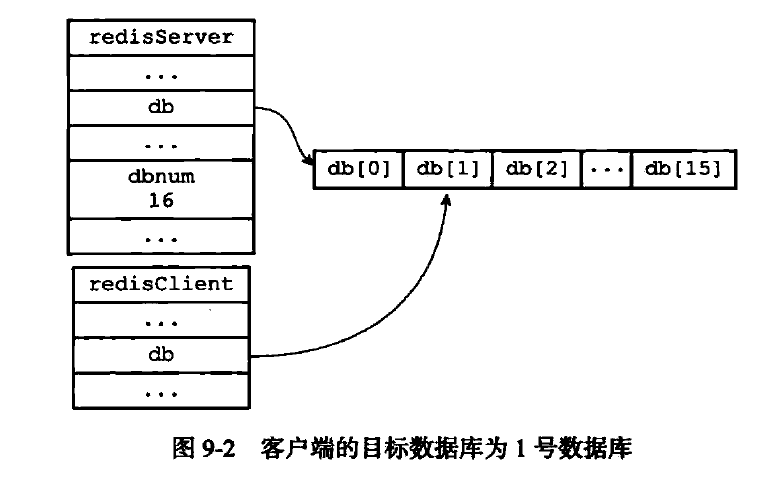 redisServer
...
db
...
dbnum
16
...
db[0] db[1] db[2] ... db[15]
redisClient
...
db
...
图 9-2 客户端的目标数据库为 1 号数据库